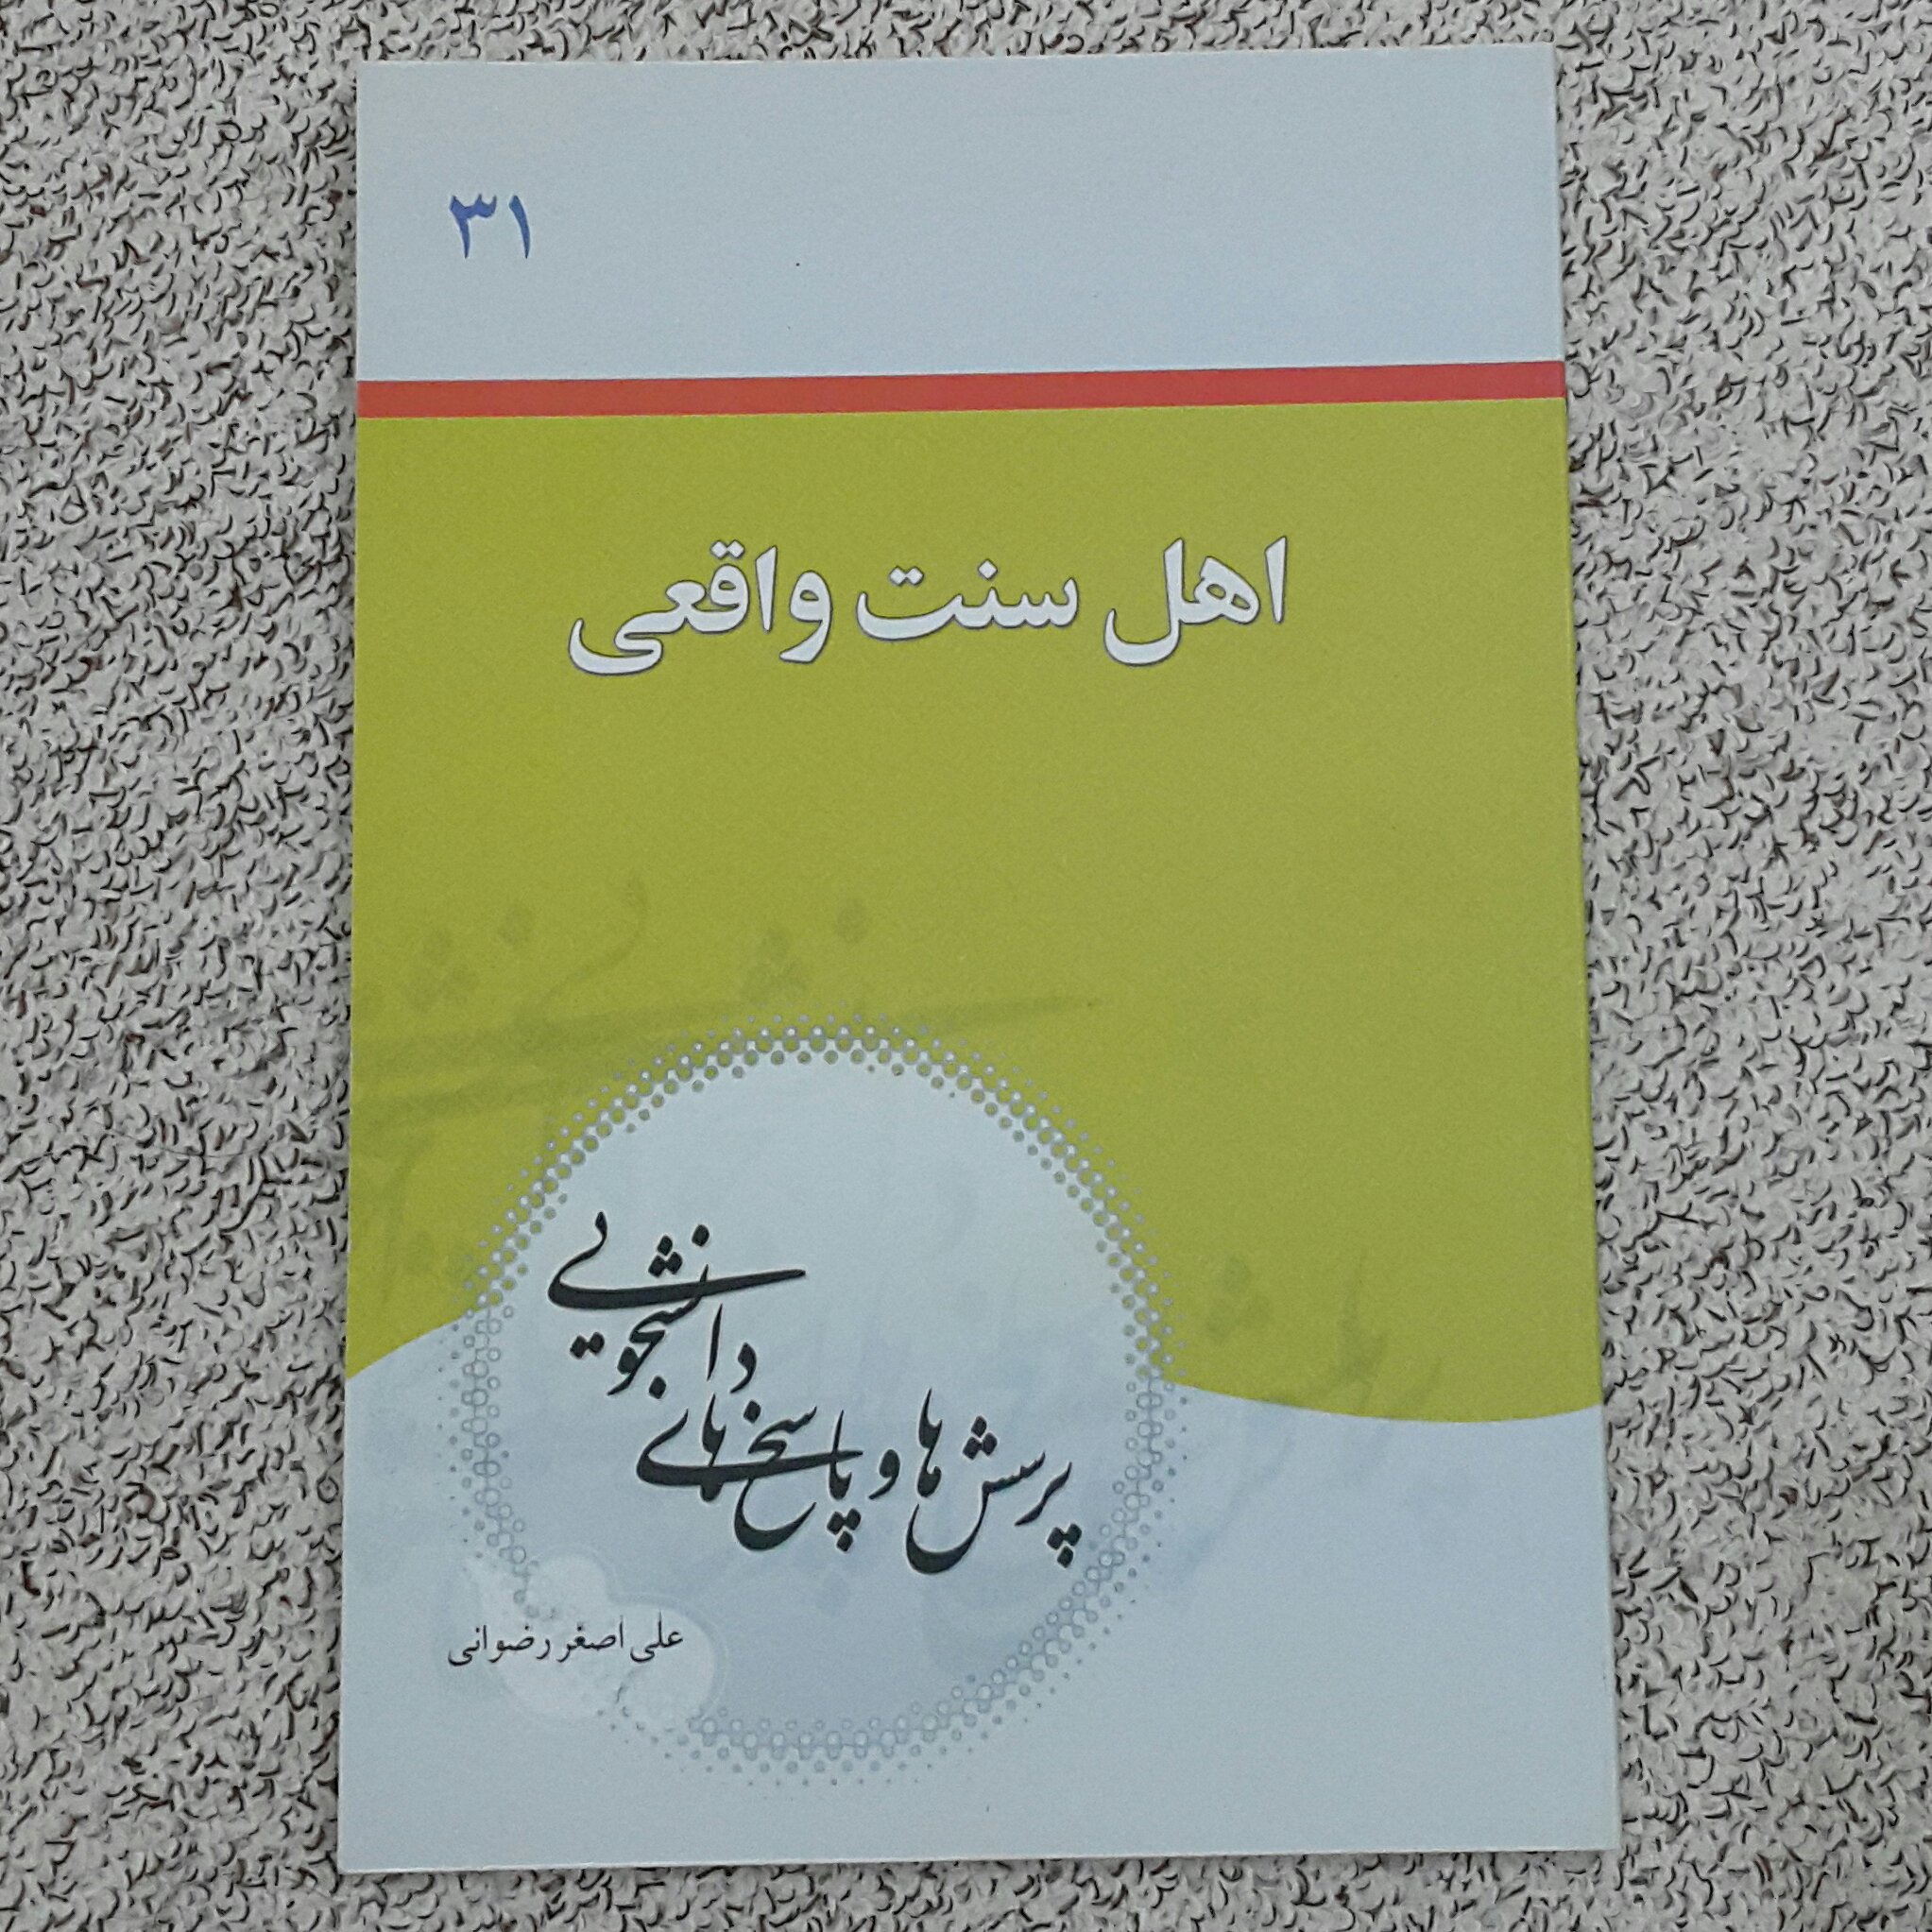 ۳۱
اهل سنت واقعی
پرسش ها و پاسخ های
دانشجویی
علی اصغر رضوانی